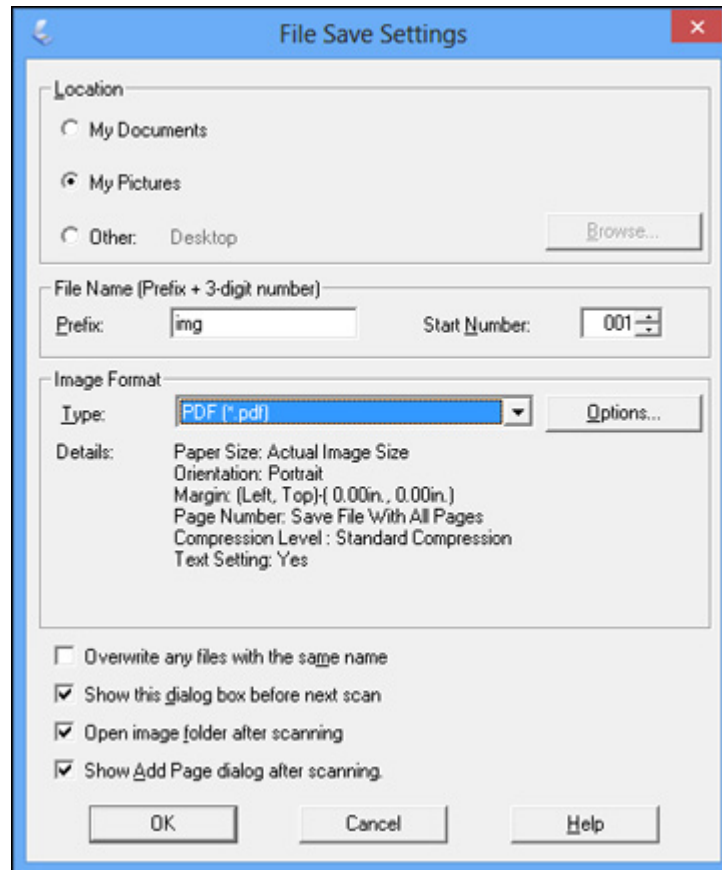 File Save Settings
Location
My Documents
My Pictures
Other: Desktop Browse...
File Name (Prefix + 3-digit number)
Prefix: img Start Number: 001
Image Format
Type: PDF (*.pdf) Options...
Details: Paper Size: Actual Image Size
Orientation: Portrait
Margin: (Left, Top)-( 0.00in., 0.00in.)
Page Number: Save File With All Pages
Compression Level : Standard Compression
Text Setting: Yes
Overwrite any files with the same name
Show this dialog box before next scan
Open image folder after scanning
Show Add Page dialog after scanning.
OK Cancel Help